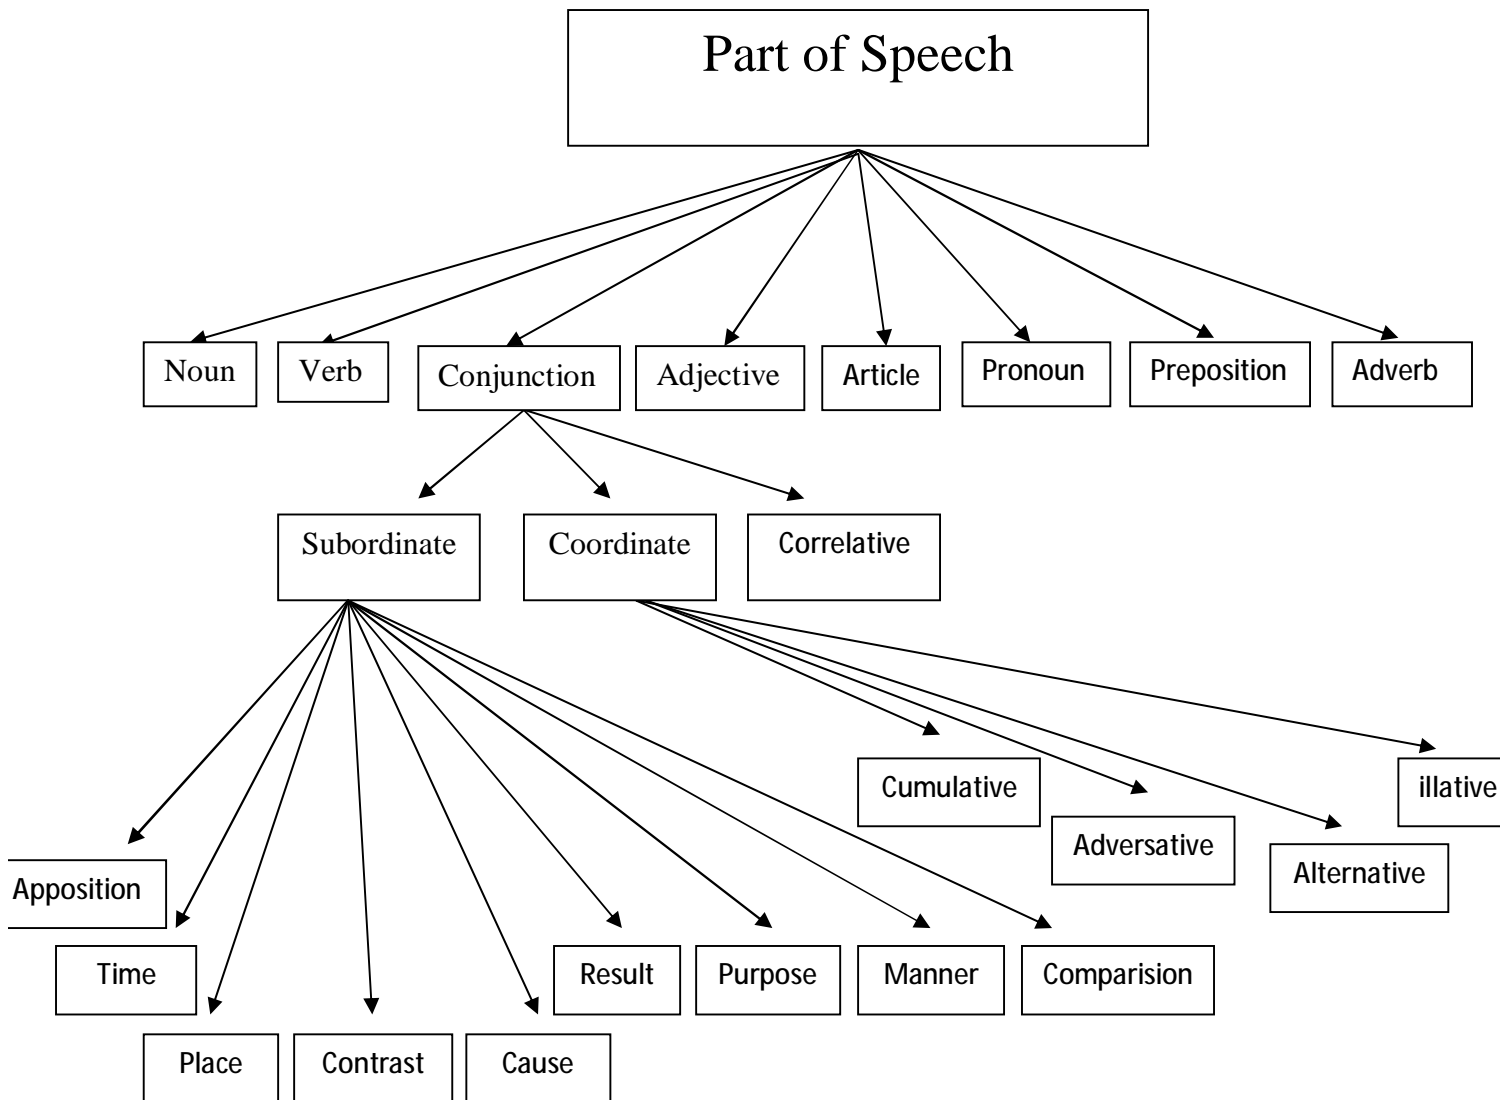 Part of Speech
Noun
Verb
Conjunction
Adjective
Article
Pronoun
Preposition
Adverb
Subordinate
Coordinate
Correlative
Cumulative
Adversative
Alternative
illative
Apposition
Time
Place
Contrast
Cause
Result
Purpose
Manner
Comparision